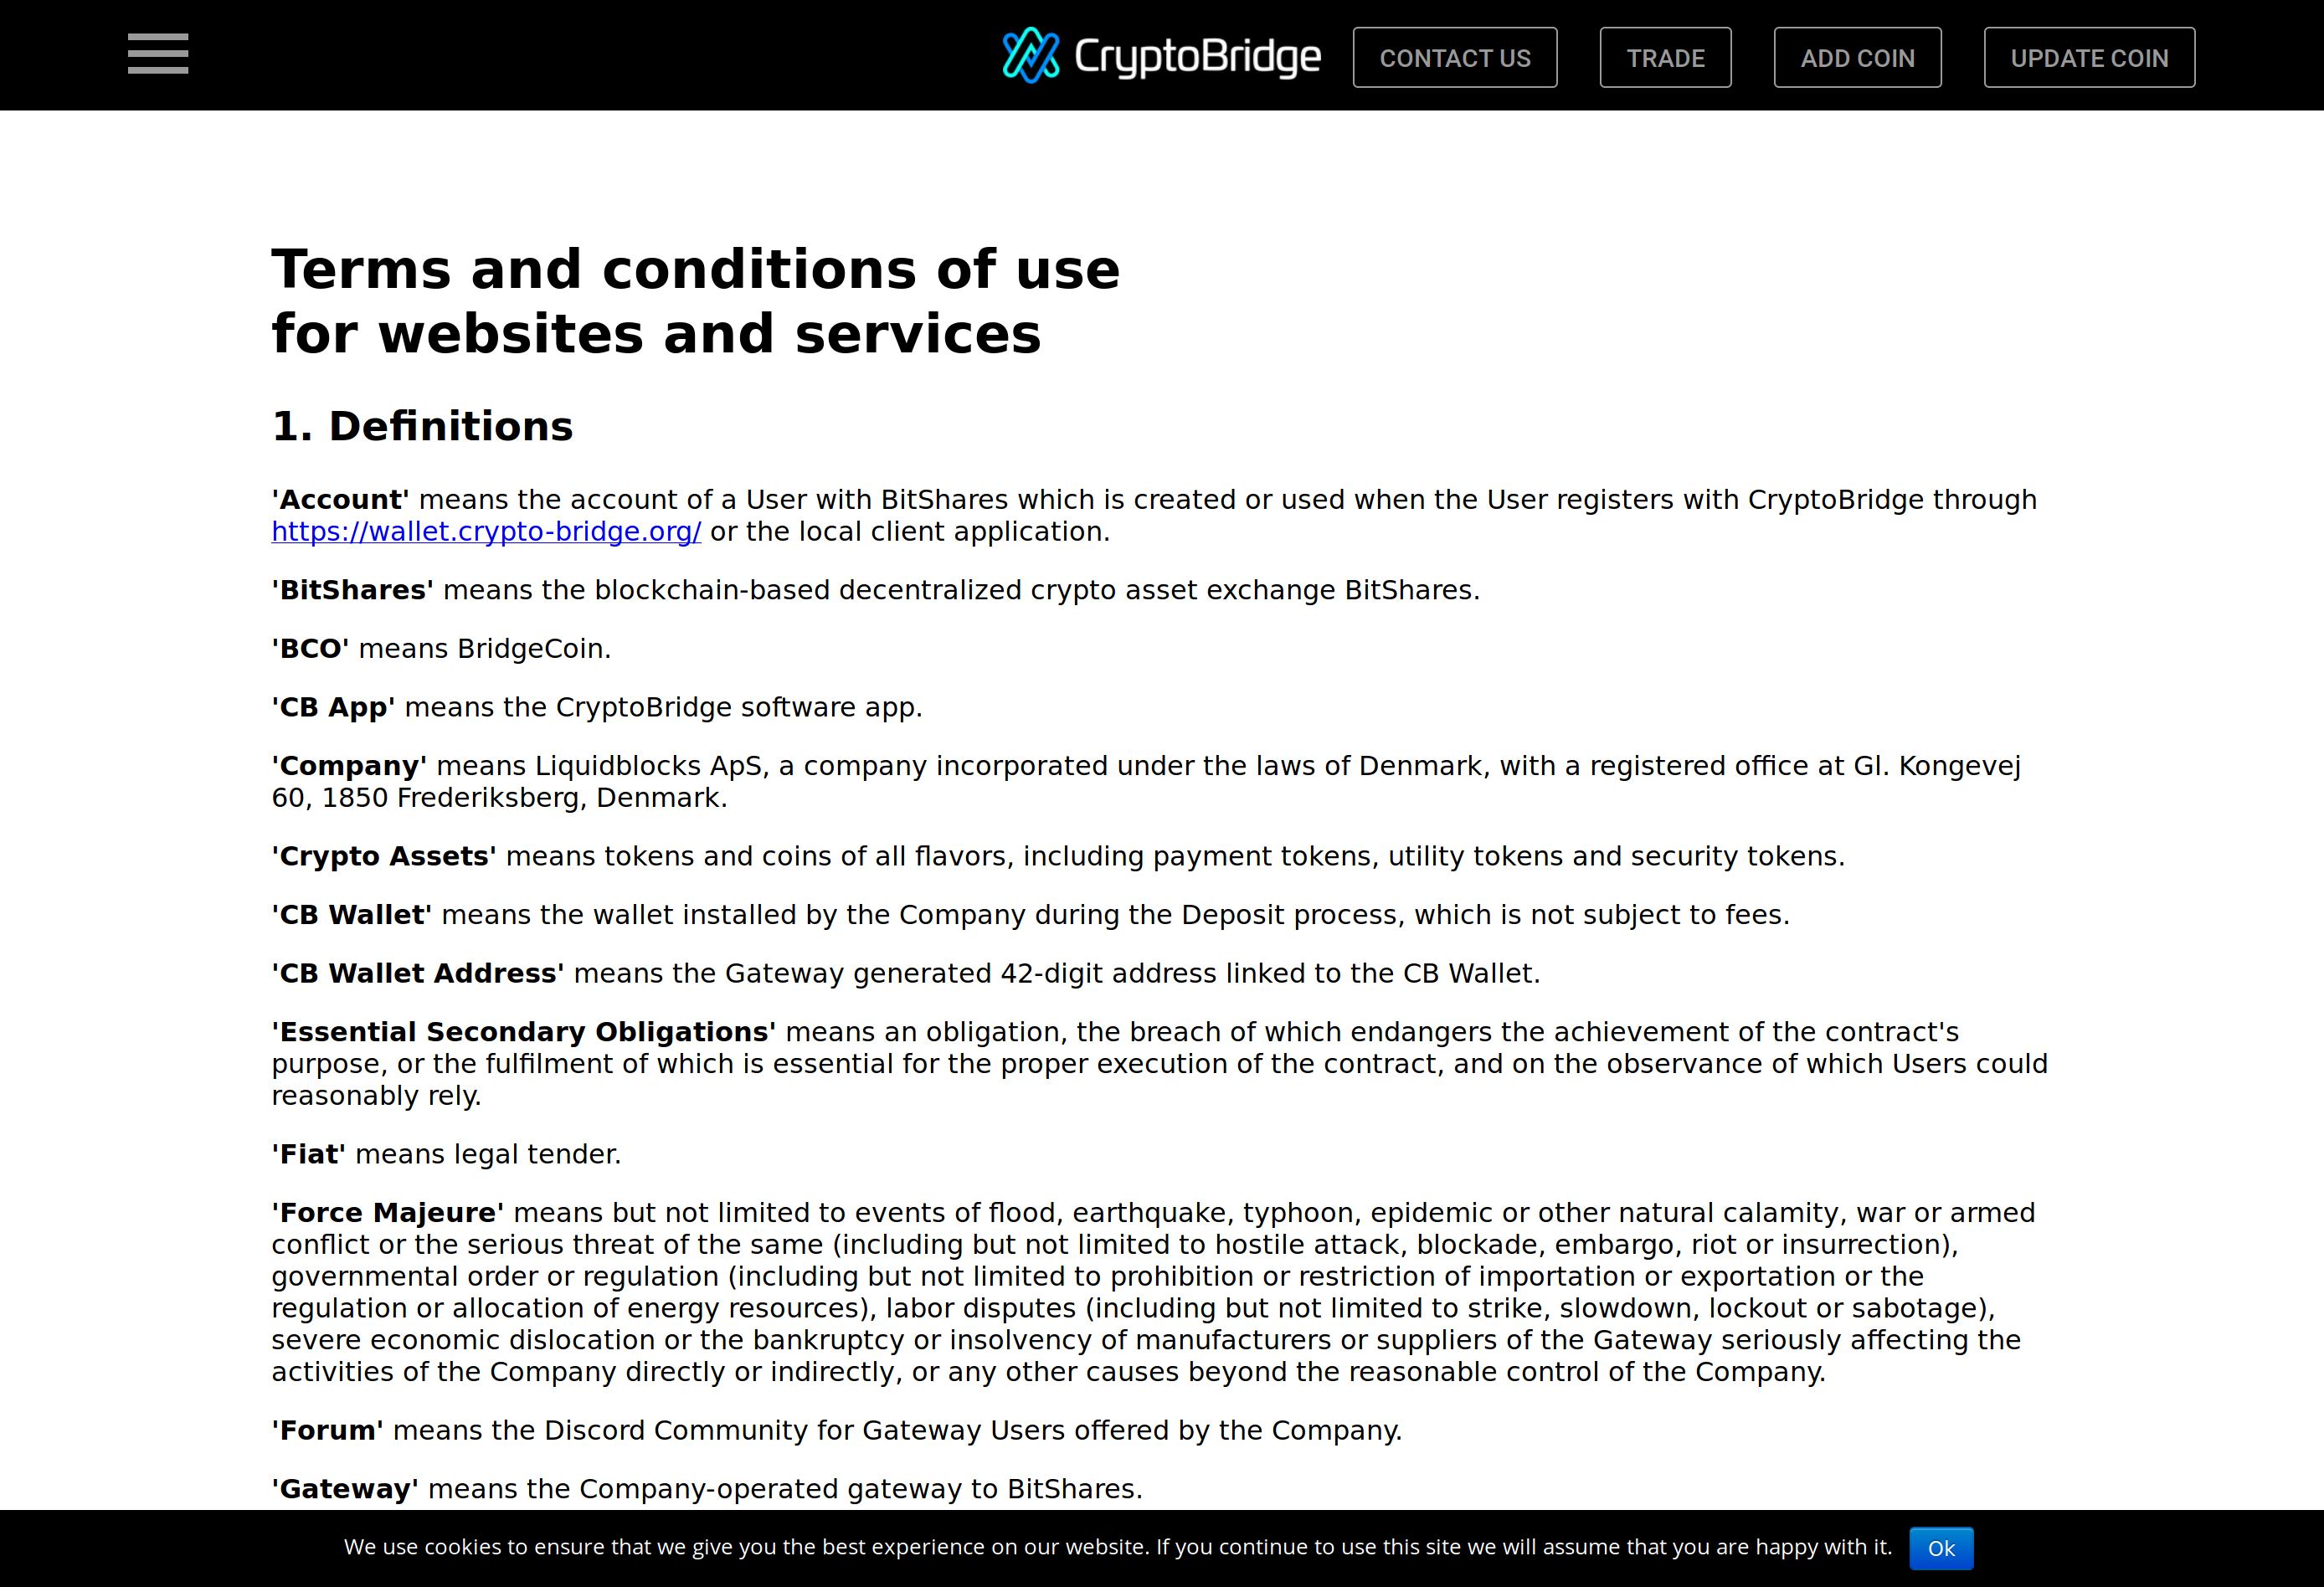 CryptoBridge CONTACT US TRADE ADD COIN UPDATE COIN
Terms and conditions of use
for websites and services
1. Definitions
'Account' means the account of a User with BitShares which is created or used when the User registers with CryptoBridge through
https://wallet.crypto-bridge.org/ or the local client application.
'BitShares' means the blockchain-based decentralized crypto asset exchange BitShares.
'BCO' means BridgeCoin.
'CB App' means the CryptoBridge software app.
'Company' means Liquidblocks ApS, a company incorporated under the laws of Denmark, with a registered office at Gl. Kongevej
60, 1850 Frederiksberg, Denmark.
'Crypto Assets' means tokens and coins of all flavors, including payment tokens, utility tokens and security tokens.
'CB Wallet' means the wallet installed by the Company during the Deposit process, which is not subject to fees.
'CB Wallet Address' means the Gateway generated 42-digit address linked to the CB Wallet.
'Essential Secondary Obligations' means an obligation, the breach of which endangers the achievement of the contract's
purpose, or the fulfilment of which is essential for the proper execution of the contract, and on the observance of which Users could
reasonably rely.
'Fiat' means legal tender.
'Force Majeure' means but not limited to events of flood, earthquake, typhoon, epidemic or other natural calamity, war or armed
conflict or the serious threat of the same (including but not limited to hostile attack, blockade, embargo, riot or insurrection),
governmental order or regulation (including but not limited to prohibition or restriction of importation or exportation or the
regulation or allocation of energy resources), labor disputes (including but not limited to strike, slowdown, lockout or sabotage),
severe economic dislocation or the bankruptcy or insolvency of manufacturers or suppliers of the Gateway seriously affecting the
activities of the Company directly or indirectly, or any other causes beyond the reasonable control of the Company.
'Forum' means the Discord Community for Gateway Users offered by the Company.
'Gateway' means the Company-operated gateway to BitShares.
We use cookies to ensure that we give you the best experience on our website. If you continue to use this site we will assume that you are happy with it. Ok